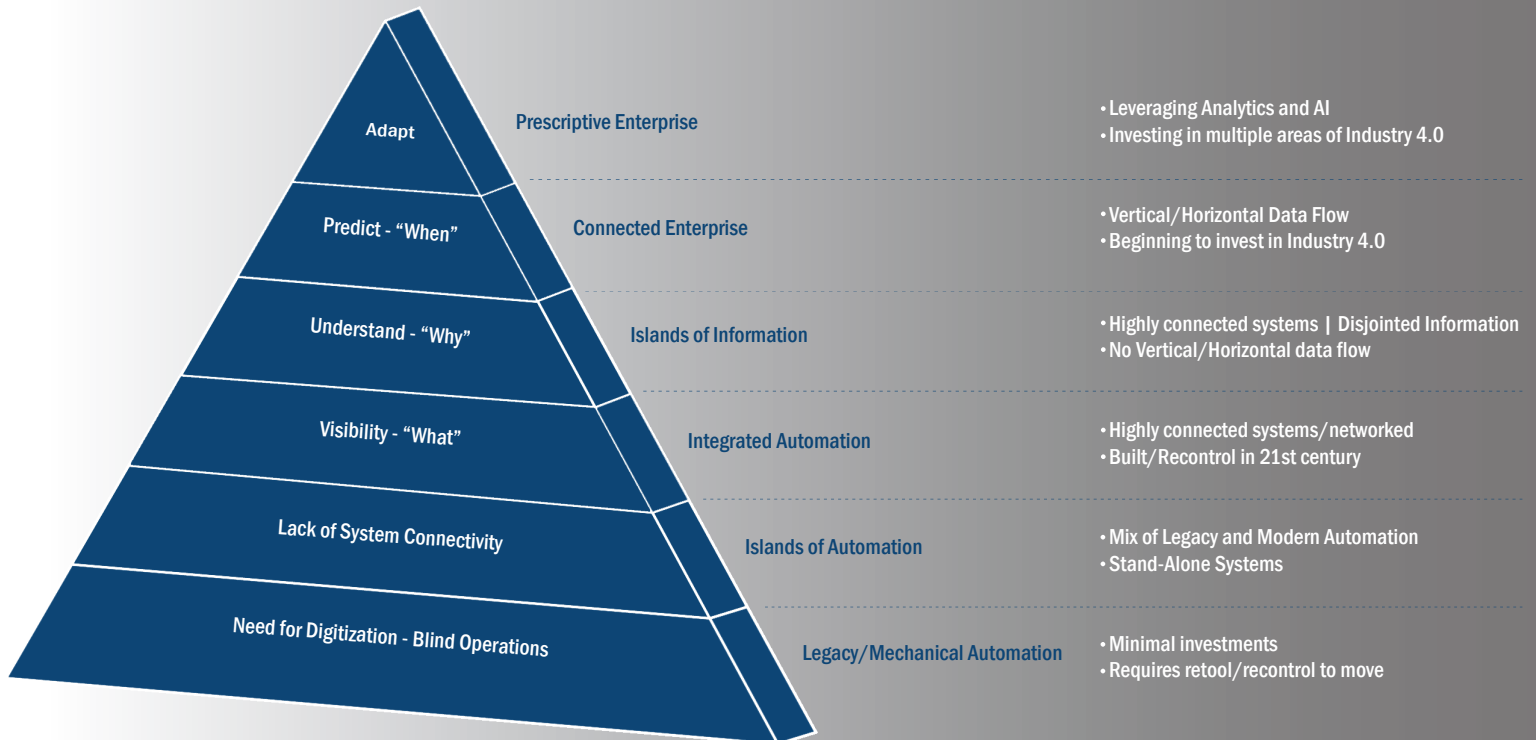 Adapt
Prescriptive Enterprise
• Leveraging Analytics and AI
• Investing in multiple areas of Industry 4.0
Predict - “When”
Connected Enterprise
• Vertical/Horizontal Data Flow
• Beginning to invest in Industry 4.0
Understand - “Why”
Islands of Information
• Highly connected systems | Disjointed Information
• No Vertical/Horizontal data flow
Visibility - “What”
Integrated Automation
• Highly connected systems/networked
• Built/Recontrol in 21st century
Lack of System Connectivity
Islands of Automation
• Mix of Legacy and Modern Automation
• Stand-Alone Systems
Need for Digitization - Blind Operations
Legacy/Mechanical Automation
• Minimal investments
• Requires retool/recontrol to move